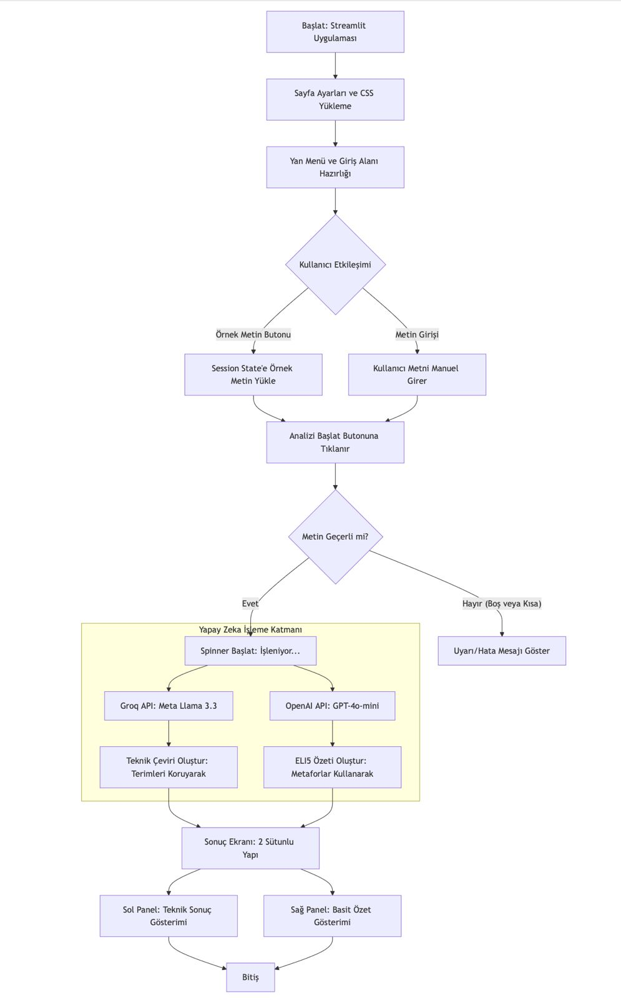 Başlat: Streamlit
Uygulaması
Sayfa Ayarları ve CSS
Yükleme
Yan Menü ve Giriş Alanı
Hazırlığı
Kullanıcı Etkileşimi
Örnek Metin Butonu
Metin Girişi
Session State'e Örnek
Metin Yükle
Kullanıcı Metni Manuel
Girer
Analizi Başlat Butonuna
Tıklanır
Metin Geçerli mi?
Evet
Hayır (Boş veya Kısa)
Yapay Zeka İşleme Katmanı
Spinner Başlat: İşleniyor...
Uyarı/Hata Mesajı Göster
Groq API: Meta Llama 3.3
OpenAI API: GPT-4o-mini
Teknik Çeviri Oluştur:
Terimleri Koruyarak
ELI5 Özeti Oluştur:
Metaforlar Kullanarak
Sonuç Ekranı: 2 Sütunlu
Yapı
Sol Panel: Teknik Sonuç
Gösterimi
Sağ Panel: Basit Özet
Gösterimi
Bitiş